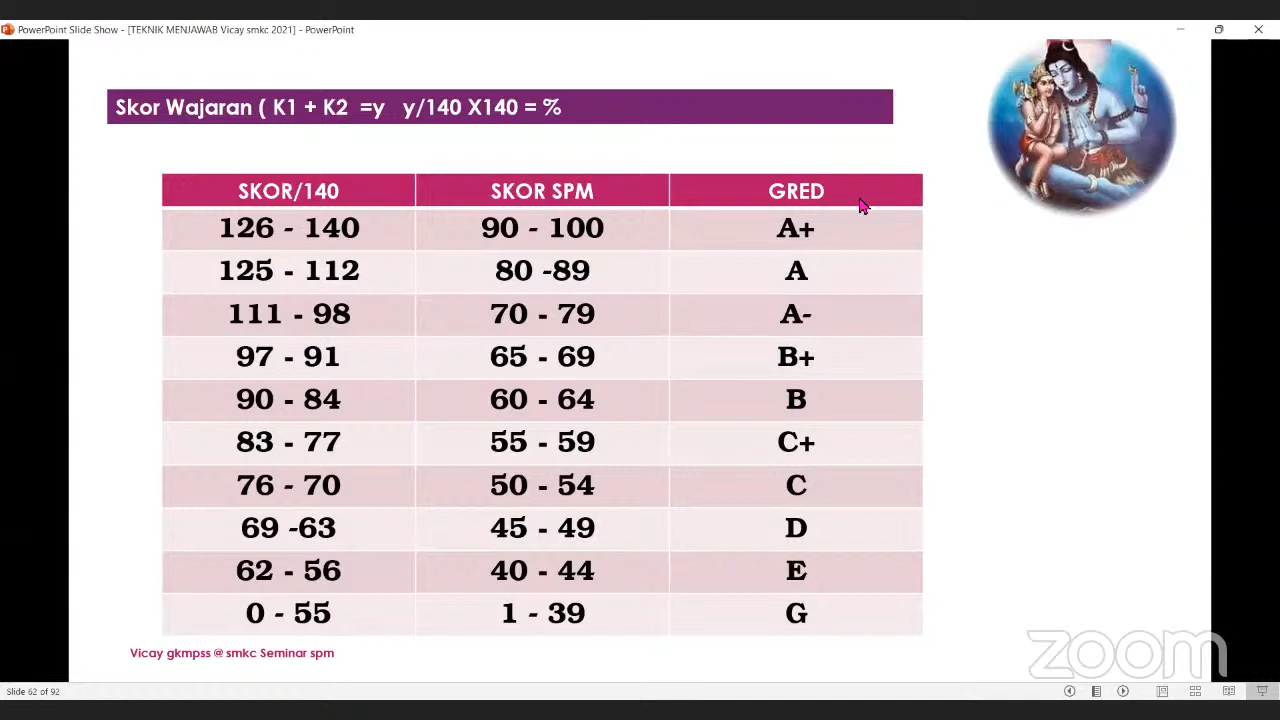 PowerPoint Slide Show - [TEKNIK MENJAWAB Vicay smkc 2021] - PowerPoint
Skor Wajaran ( K1 + K2 =y y/140 X140 = %
SKOR/140 SKOR SPM GRED
126 - 140 90 - 100 A+
125 - 112 80 -89 A
111 - 98 70 - 79 A-
97 - 91 65 - 69 B+
90 - 84 60 - 64 B
83 - 77 55 - 59 C+
76 - 70 50 - 54 C
69 -63 45 - 49 D
62 - 56 40 - 44 E
0 - 55 1 - 39 G
Vicay gkmpss @ smkc Seminar spm
zoom
Slide 62 of 92